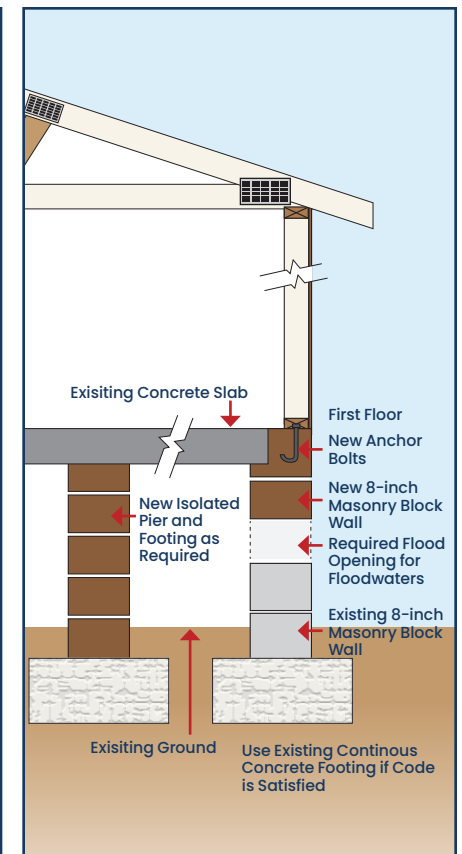 Exisiting Concrete Slab
First Floor
New Anchor
Bolts
New 8-inch
Masonry Block
Wall
New Isolated
Pier and
Footing as
Required
Required Flood
Opening for
Floodwaters
Existing 8-inch
Masonry Block
Wall
Exisiting Ground
Use Existing Continous
Concrete Footing if Code
is Satisfied